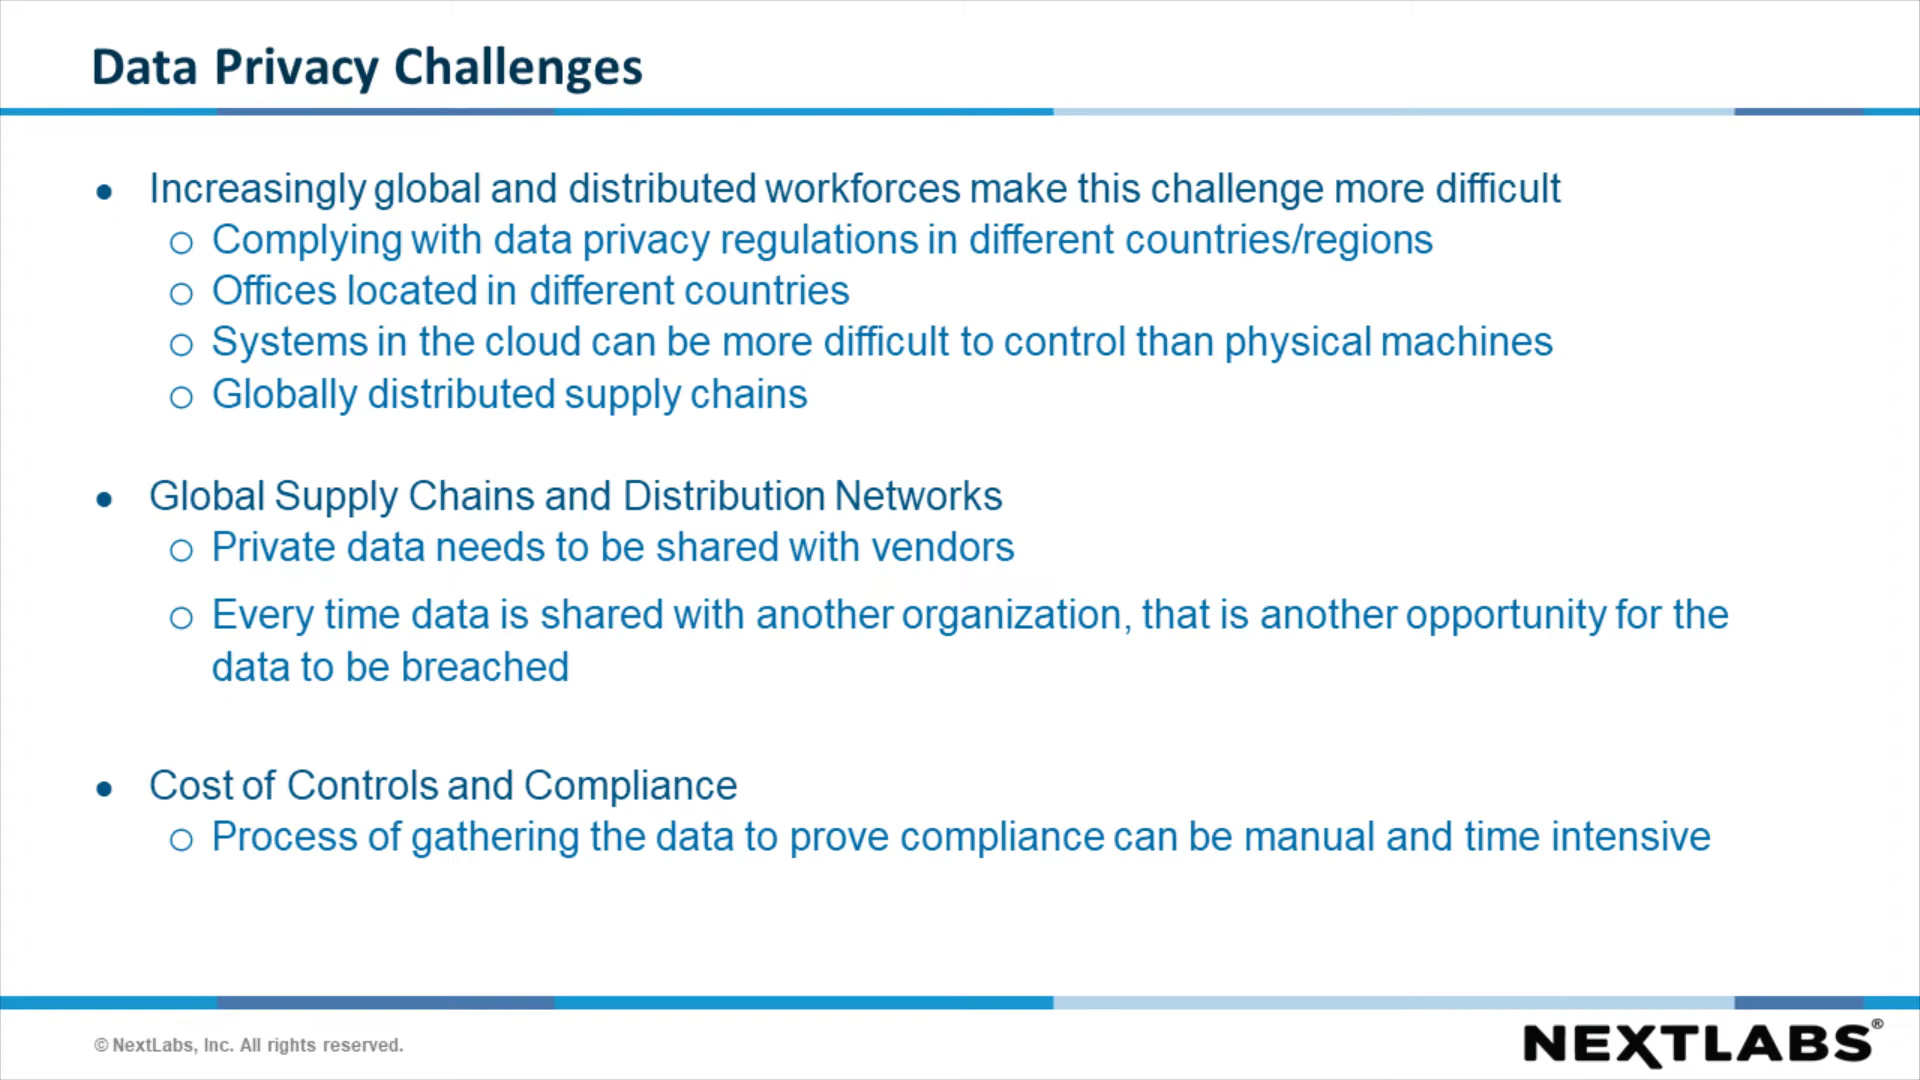 Data Privacy Challenges
● Increasingly global and distributed workforces make this challenge more difficult
○ Complying with data privacy regulations in different countries/regions
○ Offices located in different countries
○ Systems in the cloud can be more difficult to control than physical machines
○ Globally distributed supply chains
● Global Supply Chains and Distribution Networks
○ Private data needs to be shared with vendors
○ Every time data is shared with another organization, that is another opportunity for the
data to be breached
● Cost of Controls and Compliance
○ Process of gathering the data to prove compliance can be manual and time intensive
© NextLabs, Inc. All rights reserved.
NEXTLABS®